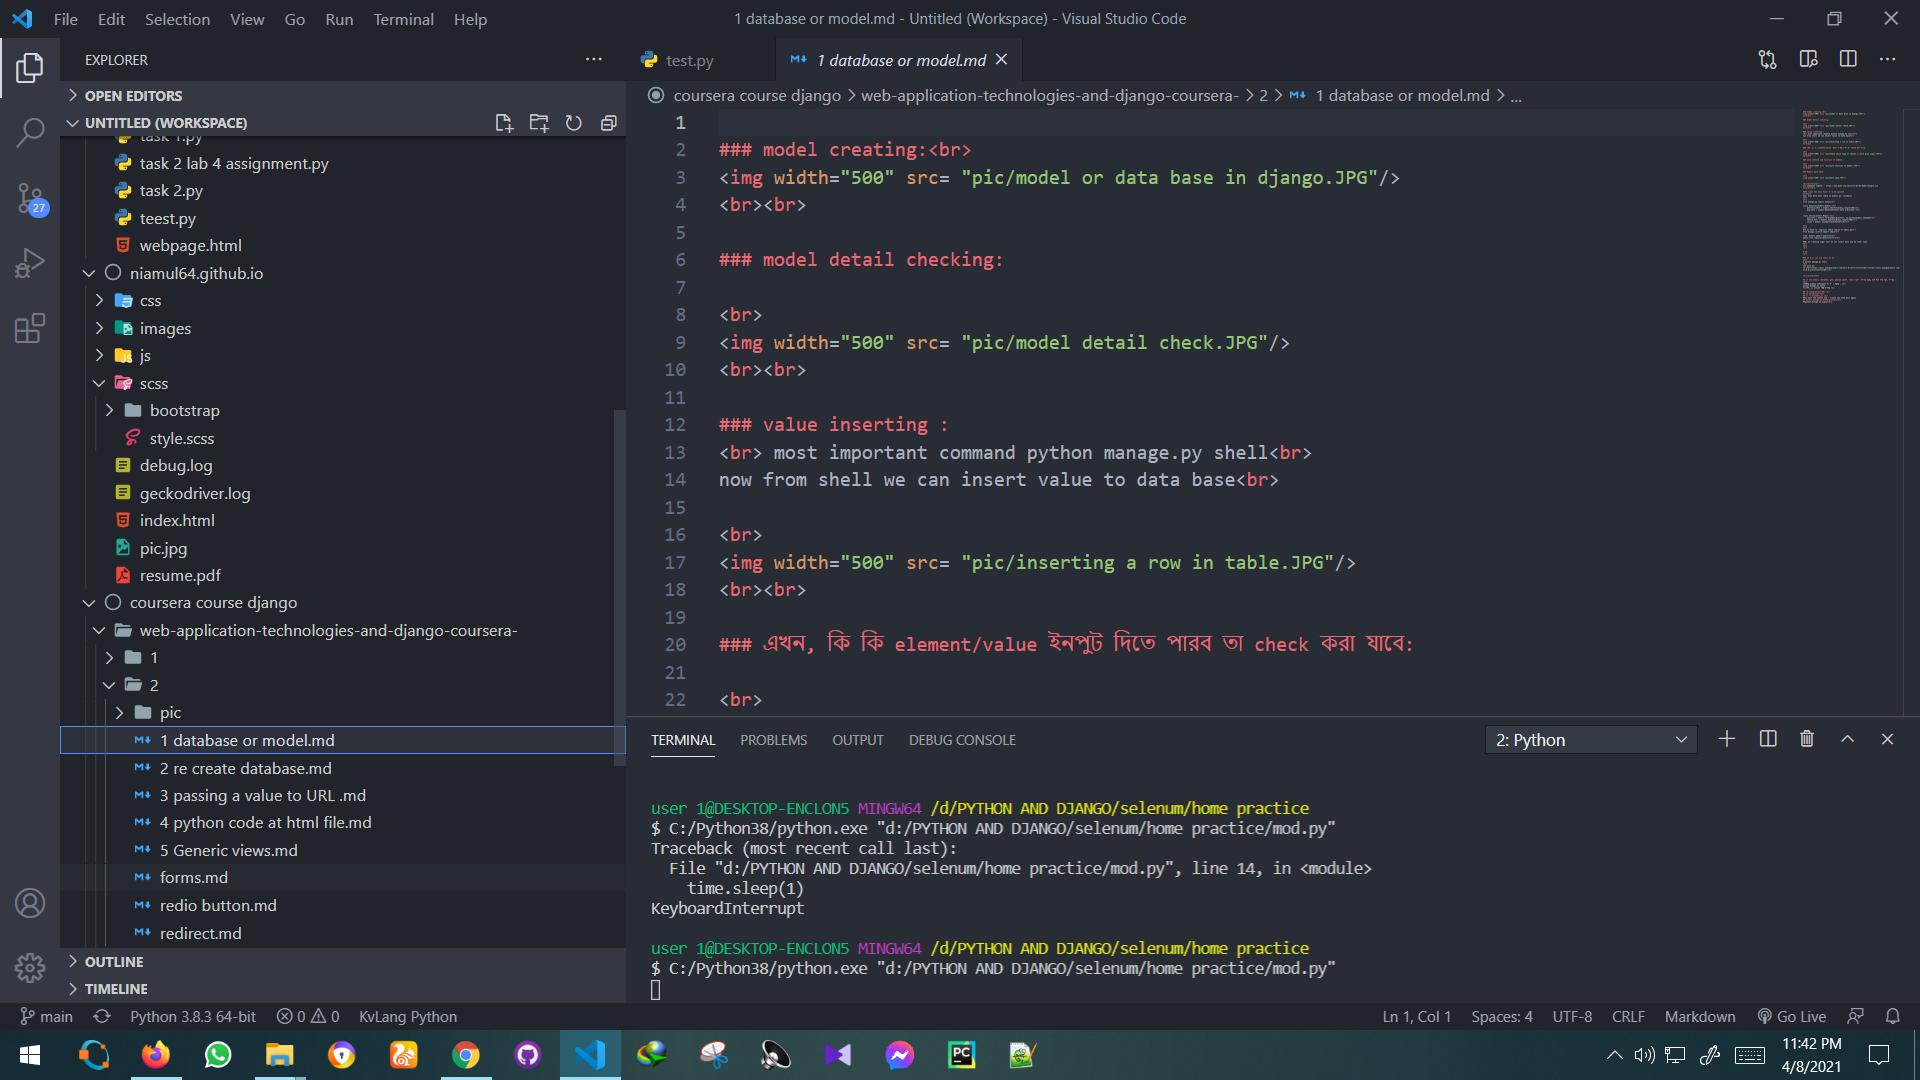 File Edit Selection View Go Run Terminal Help
1 database or model.md - Untitled (Workspace) - Visual Studio Code
EXPLORER
OPEN EDITORS
UNTITLED (WORKSPACE)
task 1.py
task 2 lab 4 assignment.py
task 2.py
teest.py
webpage.html
niamul64.github.io
css
images
js
scss
bootstrap
style.scss
debug.log
geckodriver.log
index.html
pic.jpg
resume.pdf
coursera course django
web-application-technologies-and-django-coursera-
1
2
pic
1 database or model.md
2 re create database.md
3 passing a value to URL .md
4 python code at html file.md
5 Generic views.md
forms.md
redio button.md
redirect.md
OUTLINE
TIMELINE
27
test.py
1 database or model.md
coursera course django > web-application-technologies-and-django-coursera- > 2 > 1 database or model.md > ...
1
2 ### model creating:<br>
3 <img width="500" src= "pic/model or data base in django.JPG"/>
4 <br><br>
5
6 ### model detail checking:
7
8 <br>
9 <img width="500" src= "pic/model detail check.JPG"/>
10 <br><br>
11
12 ### value inserting :
13 <br> most important command python manage.py shell<br>
14 now from shell we can insert value to data base<br>
15
16 <br>
17 <img width="500" src= "pic/inserting a row in table.JPG"/>
18 <br><br>
19
20 ### এখন, কি কি element/value ইনপুট দিতে পারব তা check করা যাবে:
21
22 <br>
TERMINAL PROBLEMS OUTPUT DEBUG CONSOLE
2: Python
user 1@DESKTOP-ENCLON5 MINGW64 /d/PYTHON AND DJANGO/selenum/home practice
$ C:/Python38/python.exe "d:/PYTHON AND DJANGO/selenum/home practice/mod.py"
Traceback (most recent call last):
File "d:/PYTHON AND DJANGO/selenum/home practice/mod.py", line 14, in <module>
time.sleep(1)
KeyboardInterrupt
user 1@DESKTOP-ENCLON5 MINGW64 /d/PYTHON AND DJANGO/selenum/home practice
$ C:/Python38/python.exe "d:/PYTHON AND DJANGO/selenum/home practice/mod.py"
main Python 3.8.3 64-bit 0 0 KvLang Python
Ln 1, Col 1 Spaces: 4 UTF-8 CRLF Markdown Go Live
11:42 PM
4/8/2021